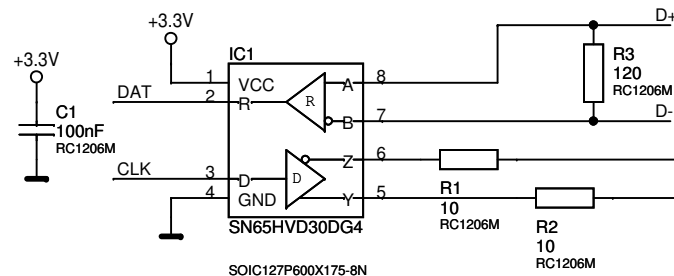 +3.3V
D+
IC1
R3
120
RC1206M
+3.3V
1
VCC
A
8
DAT
2
R
R
C1
100nF
RC1206M
B
7
D-
CLK
3
D
D
Z
6
4
GND
Y
5
R1
10
RC1206M
R2
10
RC1206M
SN65HVD30DG4
SOIC127P600X175-8N